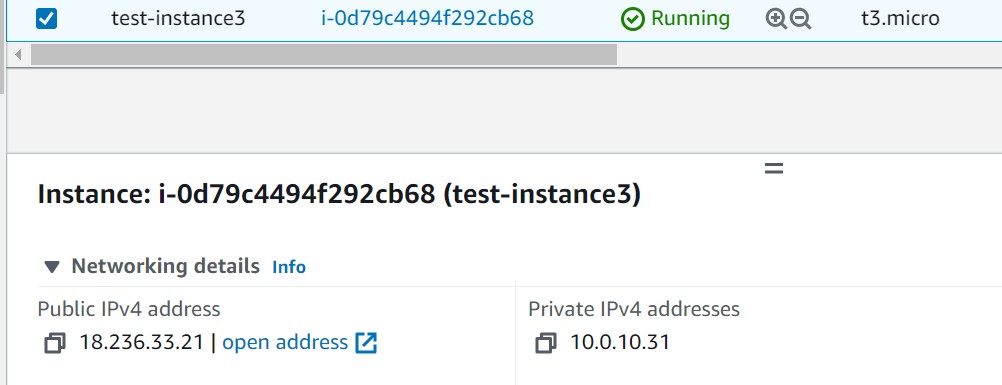 test-instance3 i-0d79c4494f292cb68 Running t3.micro
Instance: i-0d79c4494f292cb68 (test-instance3)
Networking details Info
Public IPv4 address Private IPv4 addresses
18.236.33.21 | open address 10.0.10.31